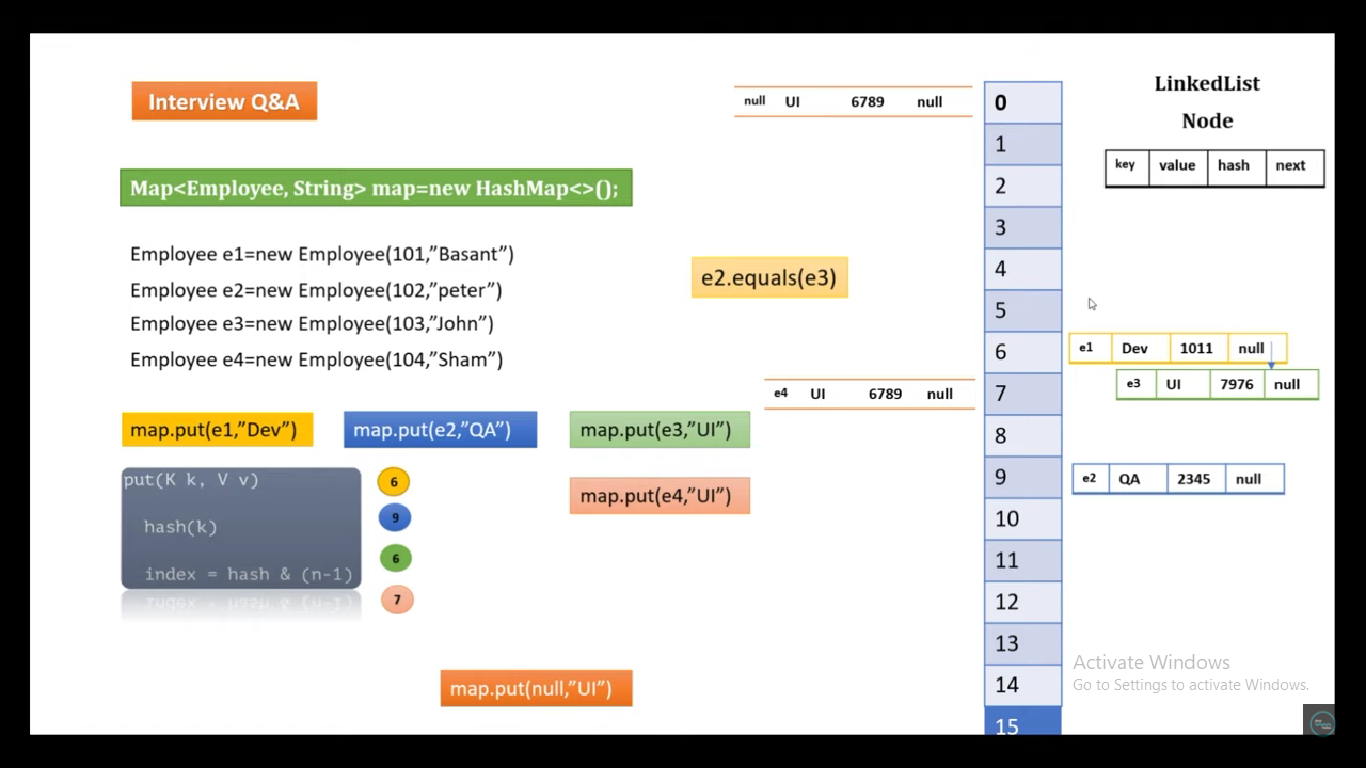 Interview Q&A
Map<Employee, String> map=new HashMap<>();
Employee e1=new Employee(101,”Basant”)
Employee e2=new Employee(102,”peter”)
Employee e3=new Employee(103,”John”)
Employee e4=new Employee(104,”Sham”)
map.put(e1,”Dev”)
map.put(e2,”QA”)
map.put(e3,”UI”)
map.put(e4,”UI”)
put(K k, V v)
hash(k)
index = hash & (n-1)
6
9
6
7
map.put(null,”UI”)
null UI 6789 null
e2.equals(e3)
e4 UI 6789 null
0
1
2
3
4
5
6
7
8
9
10
11
12
13
14
15
LinkedList
Node
key value hash next
e1 Dev 1011 null
e3 UI 7976 null
e2 QA 2345 null
Activate Windows
Go to Settings to activate Windows.